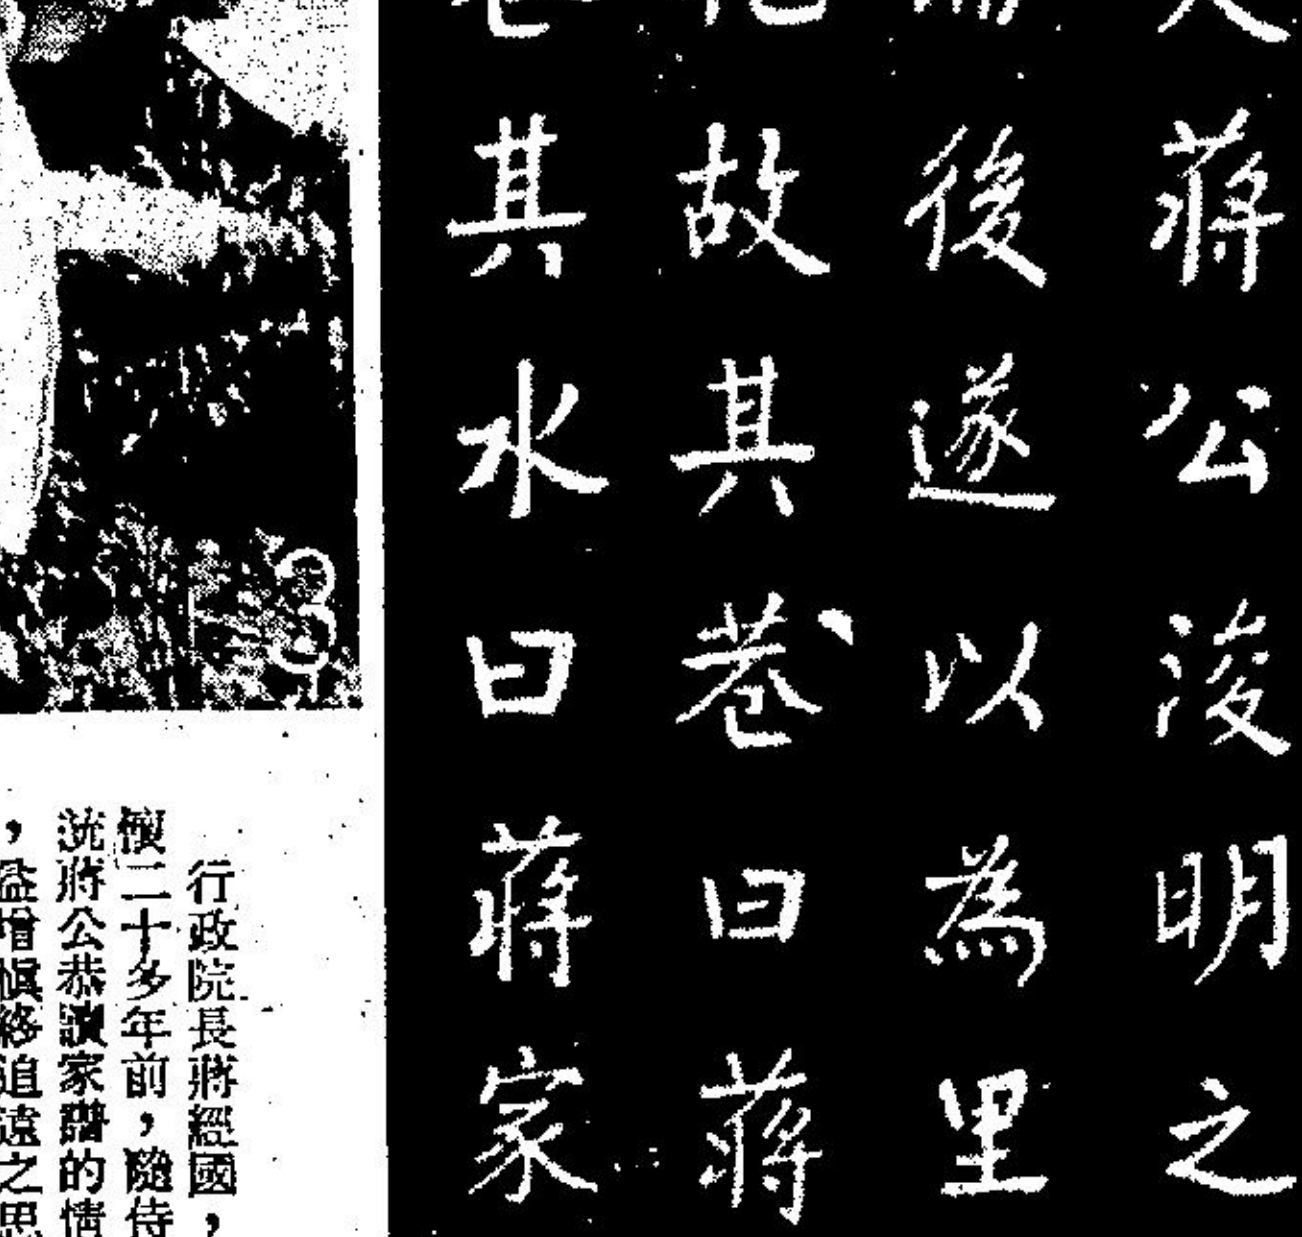 蔣公浚明之
後遂以為里
故其巷曰蔣
其水曰蔣家
行政院長蔣經國，
懷二十多年前，隨侍
流蔣公恭讀家譜的情
，益增慎終追遠之思